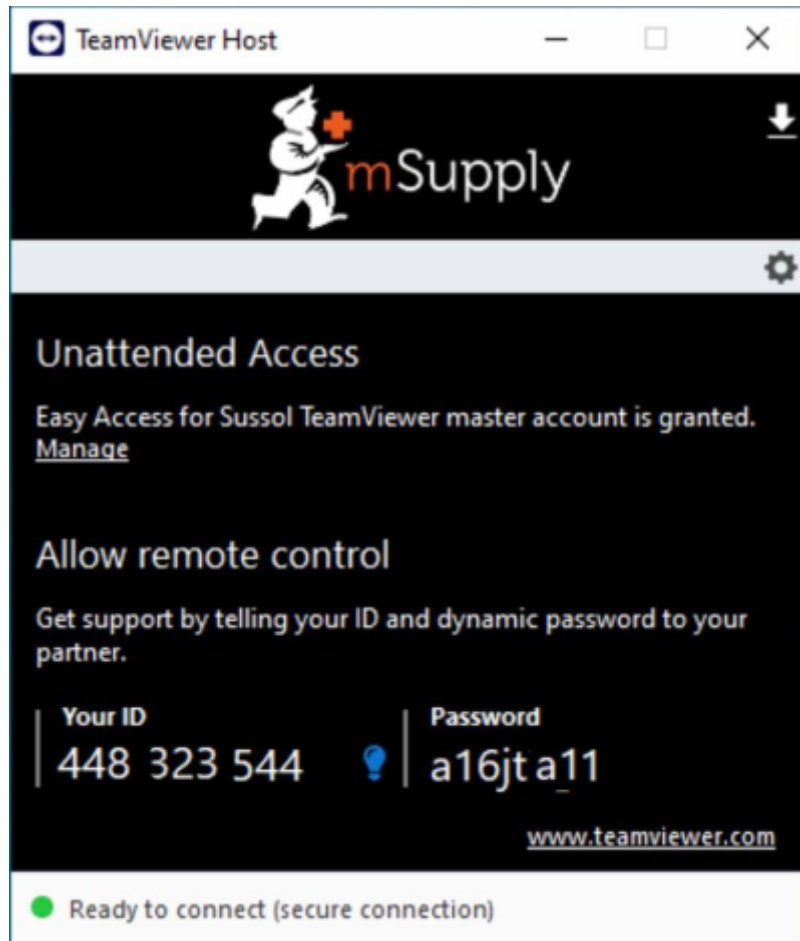 TeamViewer Host
mSupply
Unattended Access
Easy Access for Sussol TeamViewer master account is granted.
Manage
Allow remote control
Get support by telling your ID and dynamic password to your
partner.
Your ID
448 323 544
Password
a16jt a11
www.teamviewer.com
Ready to connect (secure connection)